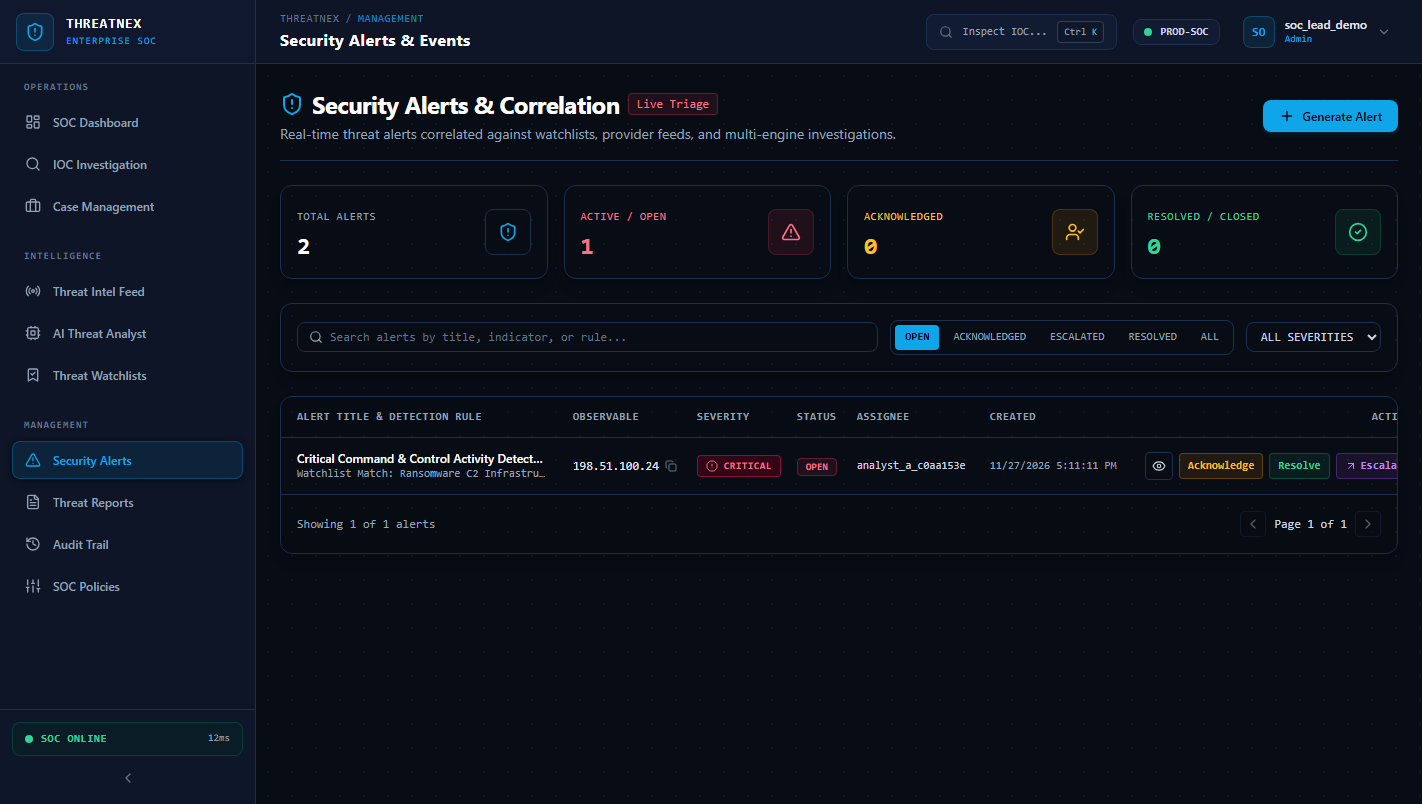 THREATNEX
ENTERPRISE SOC
OPERATIONS
SOC Dashboard
IOC Investigation
Case Management
INTELLIGENCE
Threat Intel Feed
AI Threat Analyst
Threat Watchlists
MANAGEMENT
Security Alerts
Threat Reports
Audit Trail
SOC Policies
SOC ONLINE 12ms
THREATNEX / MANAGEMENT
Security Alerts & Events
Inspect IOC... Ctrl K
PROD-SOC
SO
soc_lead_demo
Admin
Security Alerts & Correlation Live Triage
Real-time threat alerts correlated against watchlists, provider feeds, and multi-engine investigations.
Generate Alert
TOTAL ALERTS
2
ACTIVE / OPEN
1
ACKNOWLEDGED
0
RESOLVED / CLOSED
0
Search alerts by title, indicator, or rule...
OPEN ACKNOWLEDGED ESCALATED RESOLVED ALL
ALL SEVERITIES
ALERT TITLE & DETECTION RULE OBSERVABLE SEVERITY STATUS ASSIGNEE CREATED ACTI
Critical Command & Control Activity Detect...
Watchlist Match: Ransomware C2 Infrastru...
198.51.100.24 CRITICAL OPEN analyst_a_c0aa153e 11/27/2026 5:11:11 PM Acknowledge Resolve Escala
Showing 1 of 1 alerts
Page 1 of 1